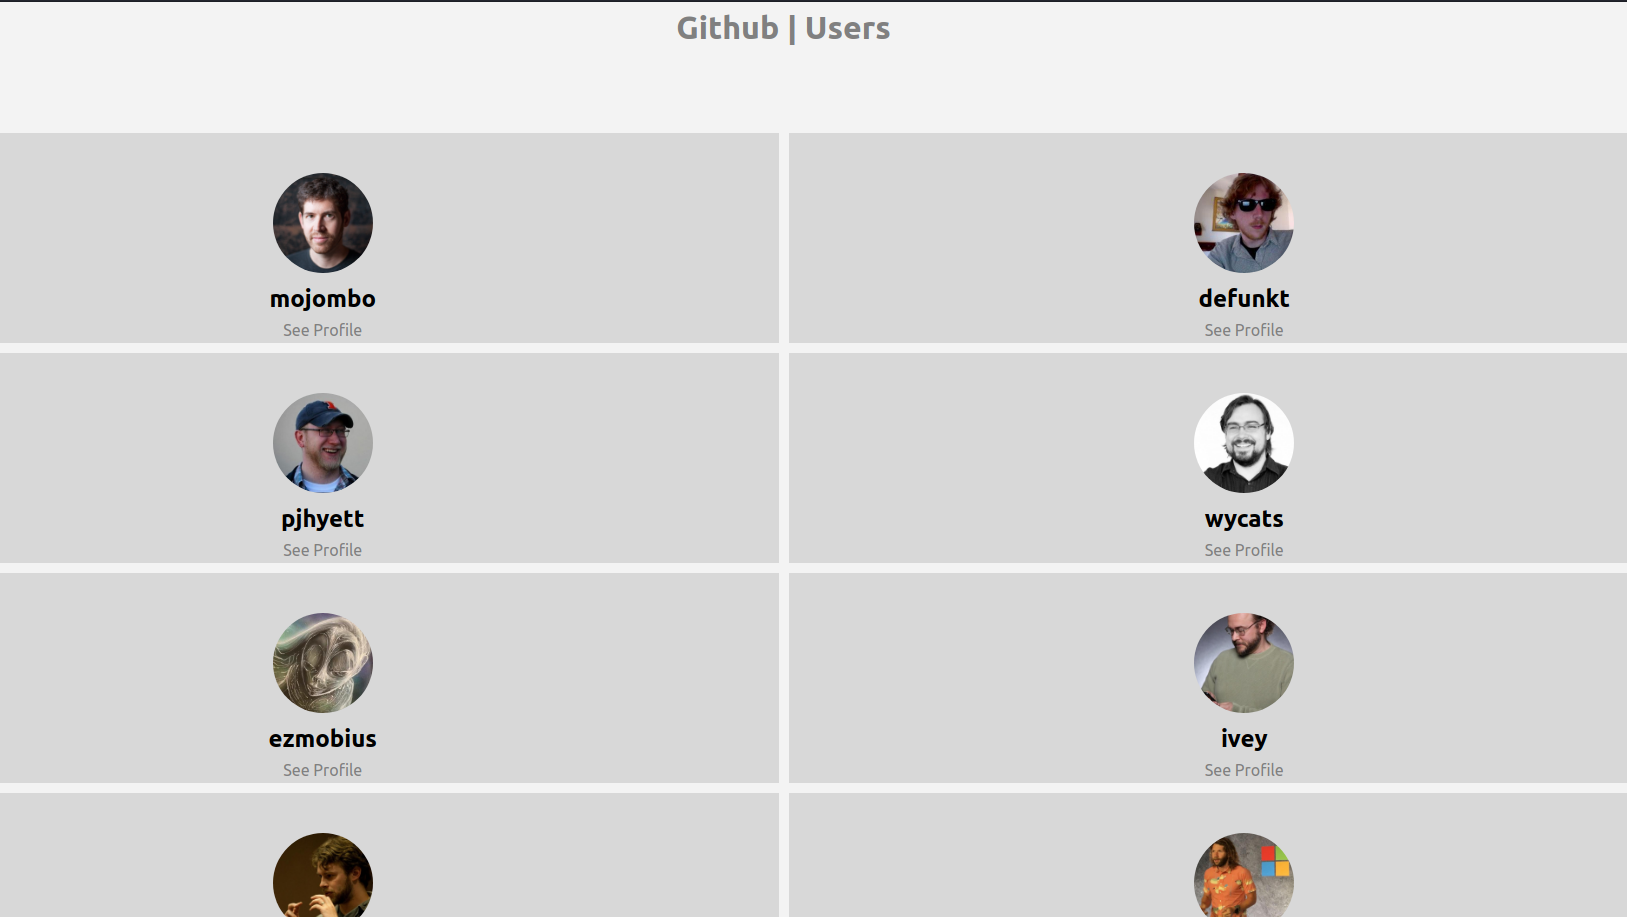 Github | Users
mojombo
See Profile
defunkt
See Profile
pjhyett
See Profile
wycats
See Profile
ezmobius
See Profile
ivey
See Profile